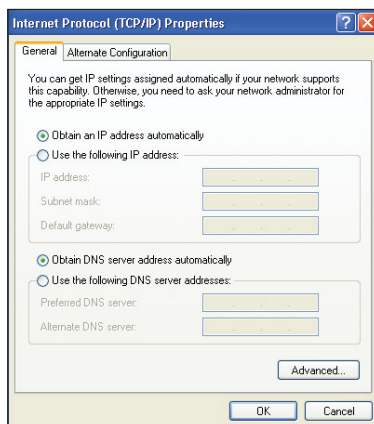 Internet Protocol (TCP/IP) Properties
General
Alternate Configuration
You can get IP settings assigned automatically if your network supports
this capability. Otherwise, you need to ask your network administrator for
the appropriate IP settings.
Obtain an IP address automatically
Use the following IP address:
IP address:
Subnet mask:
Default gateway:
Obtain DNS server address automatically
Use the following DNS server addresses:
Preferred DNS server:
Alternate DNS server:
Advanced...
OK
Cancel